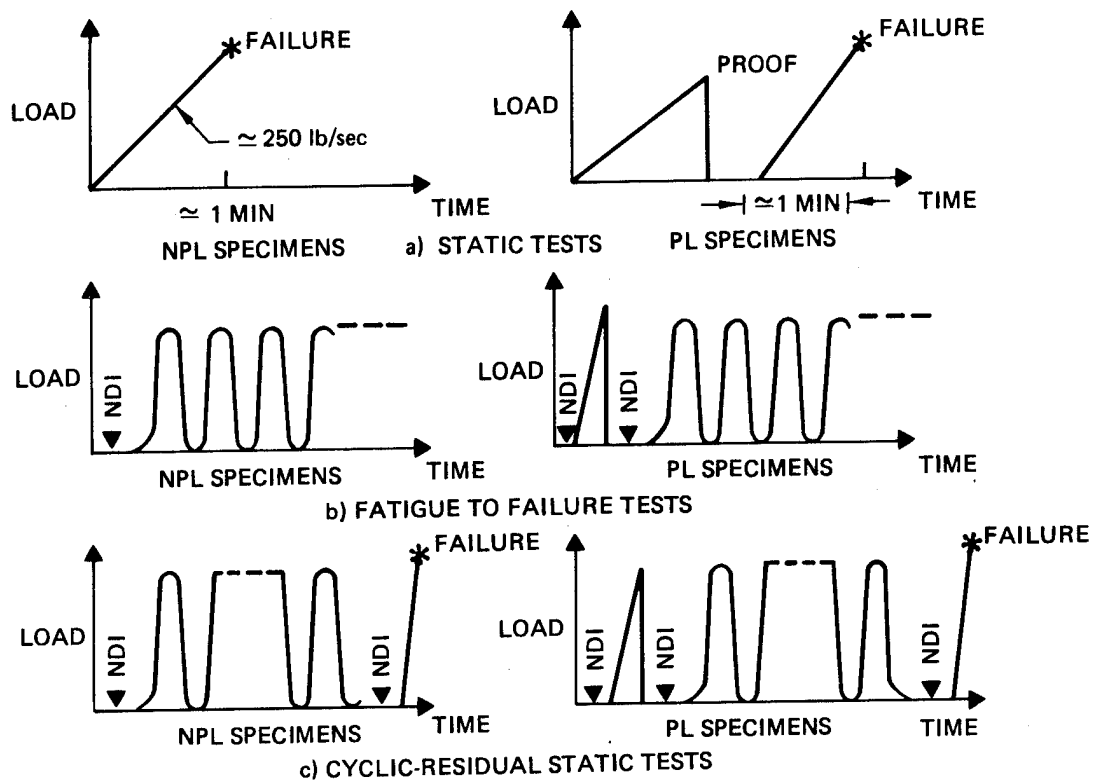 FAILURE
LOAD
≃ 250 lb/sec
≃ 1 MIN
TIME
NPL SPECIMENS
FAILURE
PROOF
LOAD
≃1 MIN
TIME
PL SPECIMENS
a) STATIC TESTS
LOAD
NDI
TIME
NPL SPECIMENS
LOAD
NDI
NDI
TIME
PL SPECIMENS
b) FATIGUE TO FAILURE TESTS
FAILURE
LOAD
NDI
NDI
TIME
NPL SPECIMENS
FAILURE
LOAD
NDI
NDI
NDI
TIME
PL SPECIMENS
c) CYCLIC-RESIDUAL STATIC TESTS